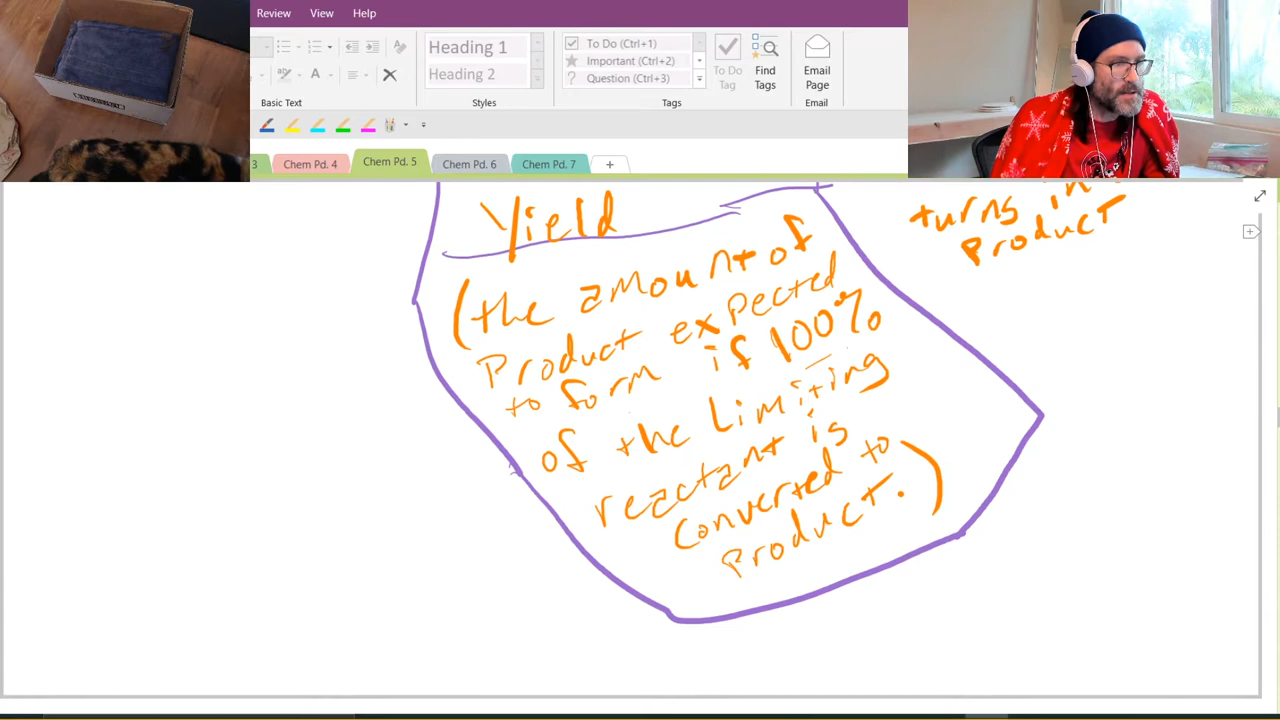 Review View Help
Heading 1
Heading 2
To Do (Ctrl+1)
Important (Ctrl+2)
Question (Ctrl+3)
To Do
Tag
Find
Tags
Email
Page
Basic Text
Styles
Tags
Email
3 Chem Pd. 4 Chem Pd. 5 Chem Pd. 6 Chem Pd. 7
Yield
(the amount of
Product expected
to form if 100%
of the limiting
reactant is
converted to
product.)
turns in
Product